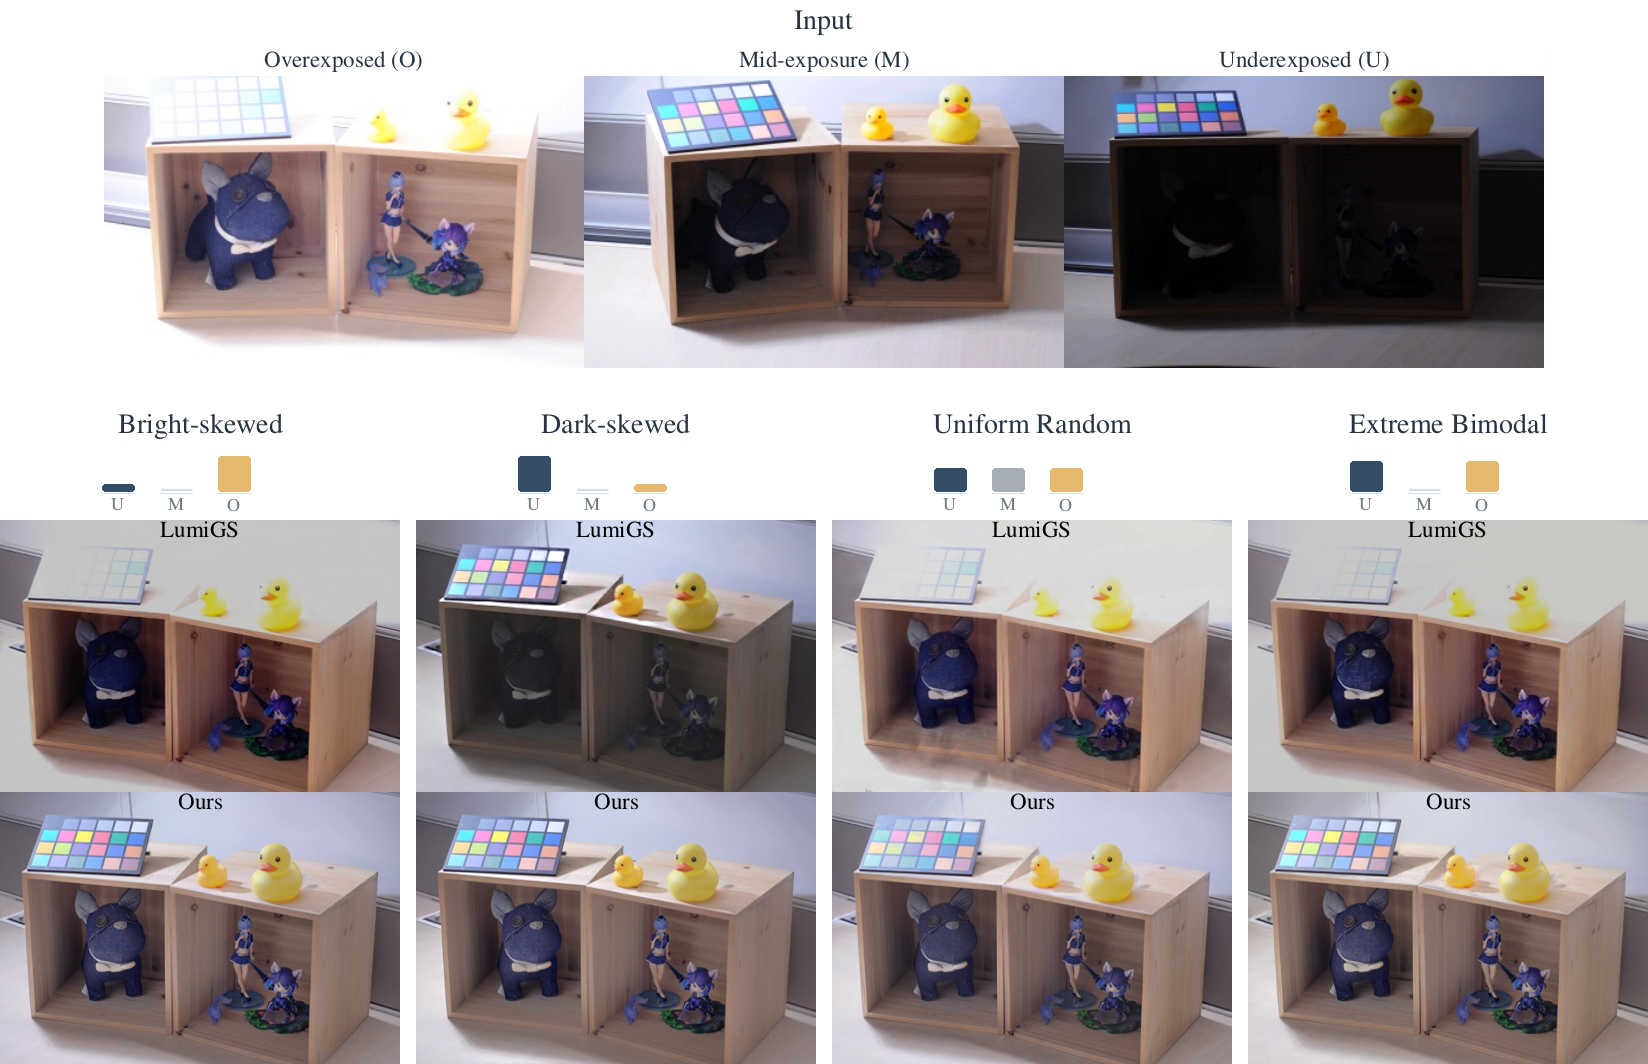 Input
Overexposed (O)
Mid-exposure (M)
Underexposed (U)
Bright-skewed
Dark-skewed
Uniform Random
Extreme Bimodal
U M O
U M O
U M O
U M O
LumiGS
LumiGS
LumiGS
LumiGS
Ours
Ours
Ours
Ours